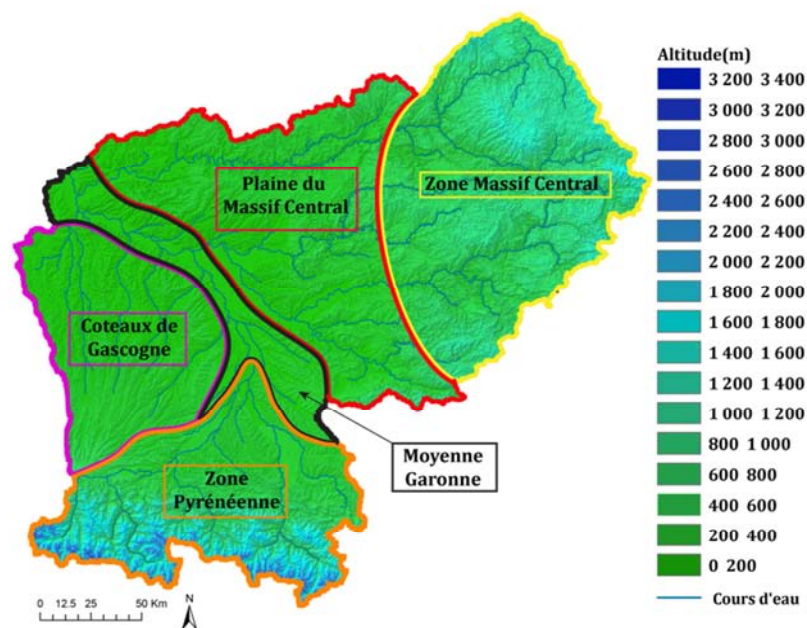 Altitude(m)
3 200 3 400
3 000 3 200
2 800 3 000
2 600 2 800
2 400 2 600
2 200 2 400
2 000 2 200
1 800 2 000
1 600 1 800
1 400 1 600
1 200 1 400
1 000 1 200
800 1 000
600 800
400 600
200 400
0 200
Cours d'eau
Plaine du
Massif Central
Zone Massif Central
Coteaux de
Gascogne
Moyenne
Garonne
Zone
Pyrénéenne
0 12.5 25 50 Km
N